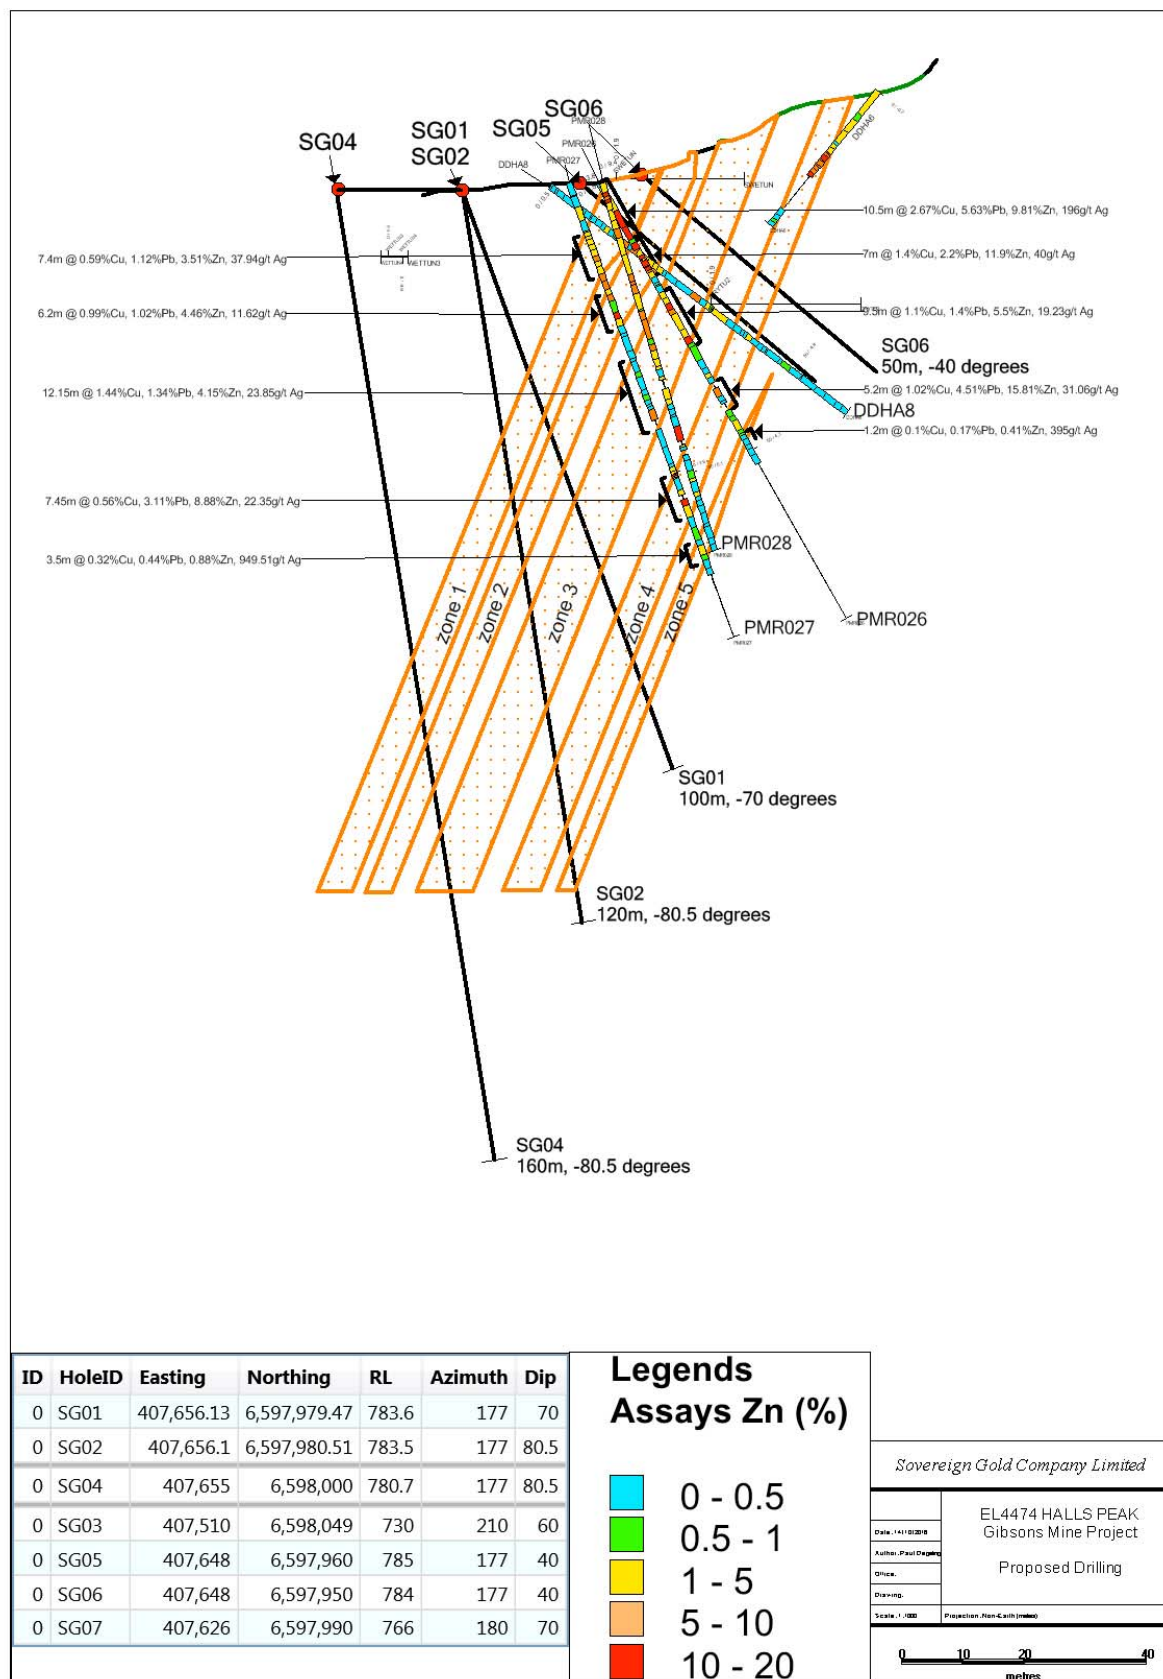 SG06
SG05
PMR028
SG01
SG04
SG02
PMR026
PMR027
DDHA8
DDHA6
10.5m @ 2.67%Cu, 5.63%Pb, 9.81%Zn, 196g/t Ag
7m @ 1.4%Cu, 2.2%Pb, 11.9%Zn, 40g/t Ag
7.4m @ 0.59%Cu, 1.12%Pb, 3.51%Zn, 37.94g/t Ag
WETTUN3
6.2m @ 0.99%Cu, 1.02%Pb, 4.46%Zn, 11.62g/t Ag
9.5m @ 1.1%Cu, 1.4%Pb, 5.5%Zn, 19.23g/t Ag
SG06
50m, -40 degrees
12.15m @ 1.44%Cu, 1.34%Pb, 4.15%Zn, 23.85g/t Ag
5.2m @ 1.02%Cu, 4.51%Pb, 15.81%Zn, 31.06g/t Ag
DDHA8
1.2m @ 0.1%Cu, 0.17%Pb, 0.41%Zn, 395g/t Ag
7.45m @ 0.56%Cu, 3.11%Pb, 8.88%Zn, 22.35g/t Ag
PMR028
3.5m @ 0.32%Cu, 0.44%Pb, 0.88%Zn, 949.51g/t Ag
zone 1
zone 2
zone 3
zone 4
zone 5
PMR027
PMR026
SG01
100m, -70 degrees
SG02
120m, -80.5 degrees
SG04
160m, -80.5 degrees
ID HoleID Easting Northing RL Azimuth Dip
0 SG01 407,656.13 6,597,979.47 783.6 177 70
0 SG02 407,656.1 6,597,980.51 783.5 177 80.5
0 SG04 407,655 6,598,000 780.7 177 80.5
0 SG03 407,510 6,598,049 730 210 60
0 SG05 407,648 6,597,960 785 177 40
0 SG06 407,648 6,597,950 784 177 40
0 SG07 407,626 6,597,990 766 180 70
Legends
Assays Zn (%)
0 - 0.5
0.5 - 1
1 - 5
5 - 10
10 - 20
Sovereign Gold Company Limited
EL4474 HALLS PEAK
Gibsons Mine Project
Proposed Drilling
Office.
Drawing.
0 10 20 40
metres